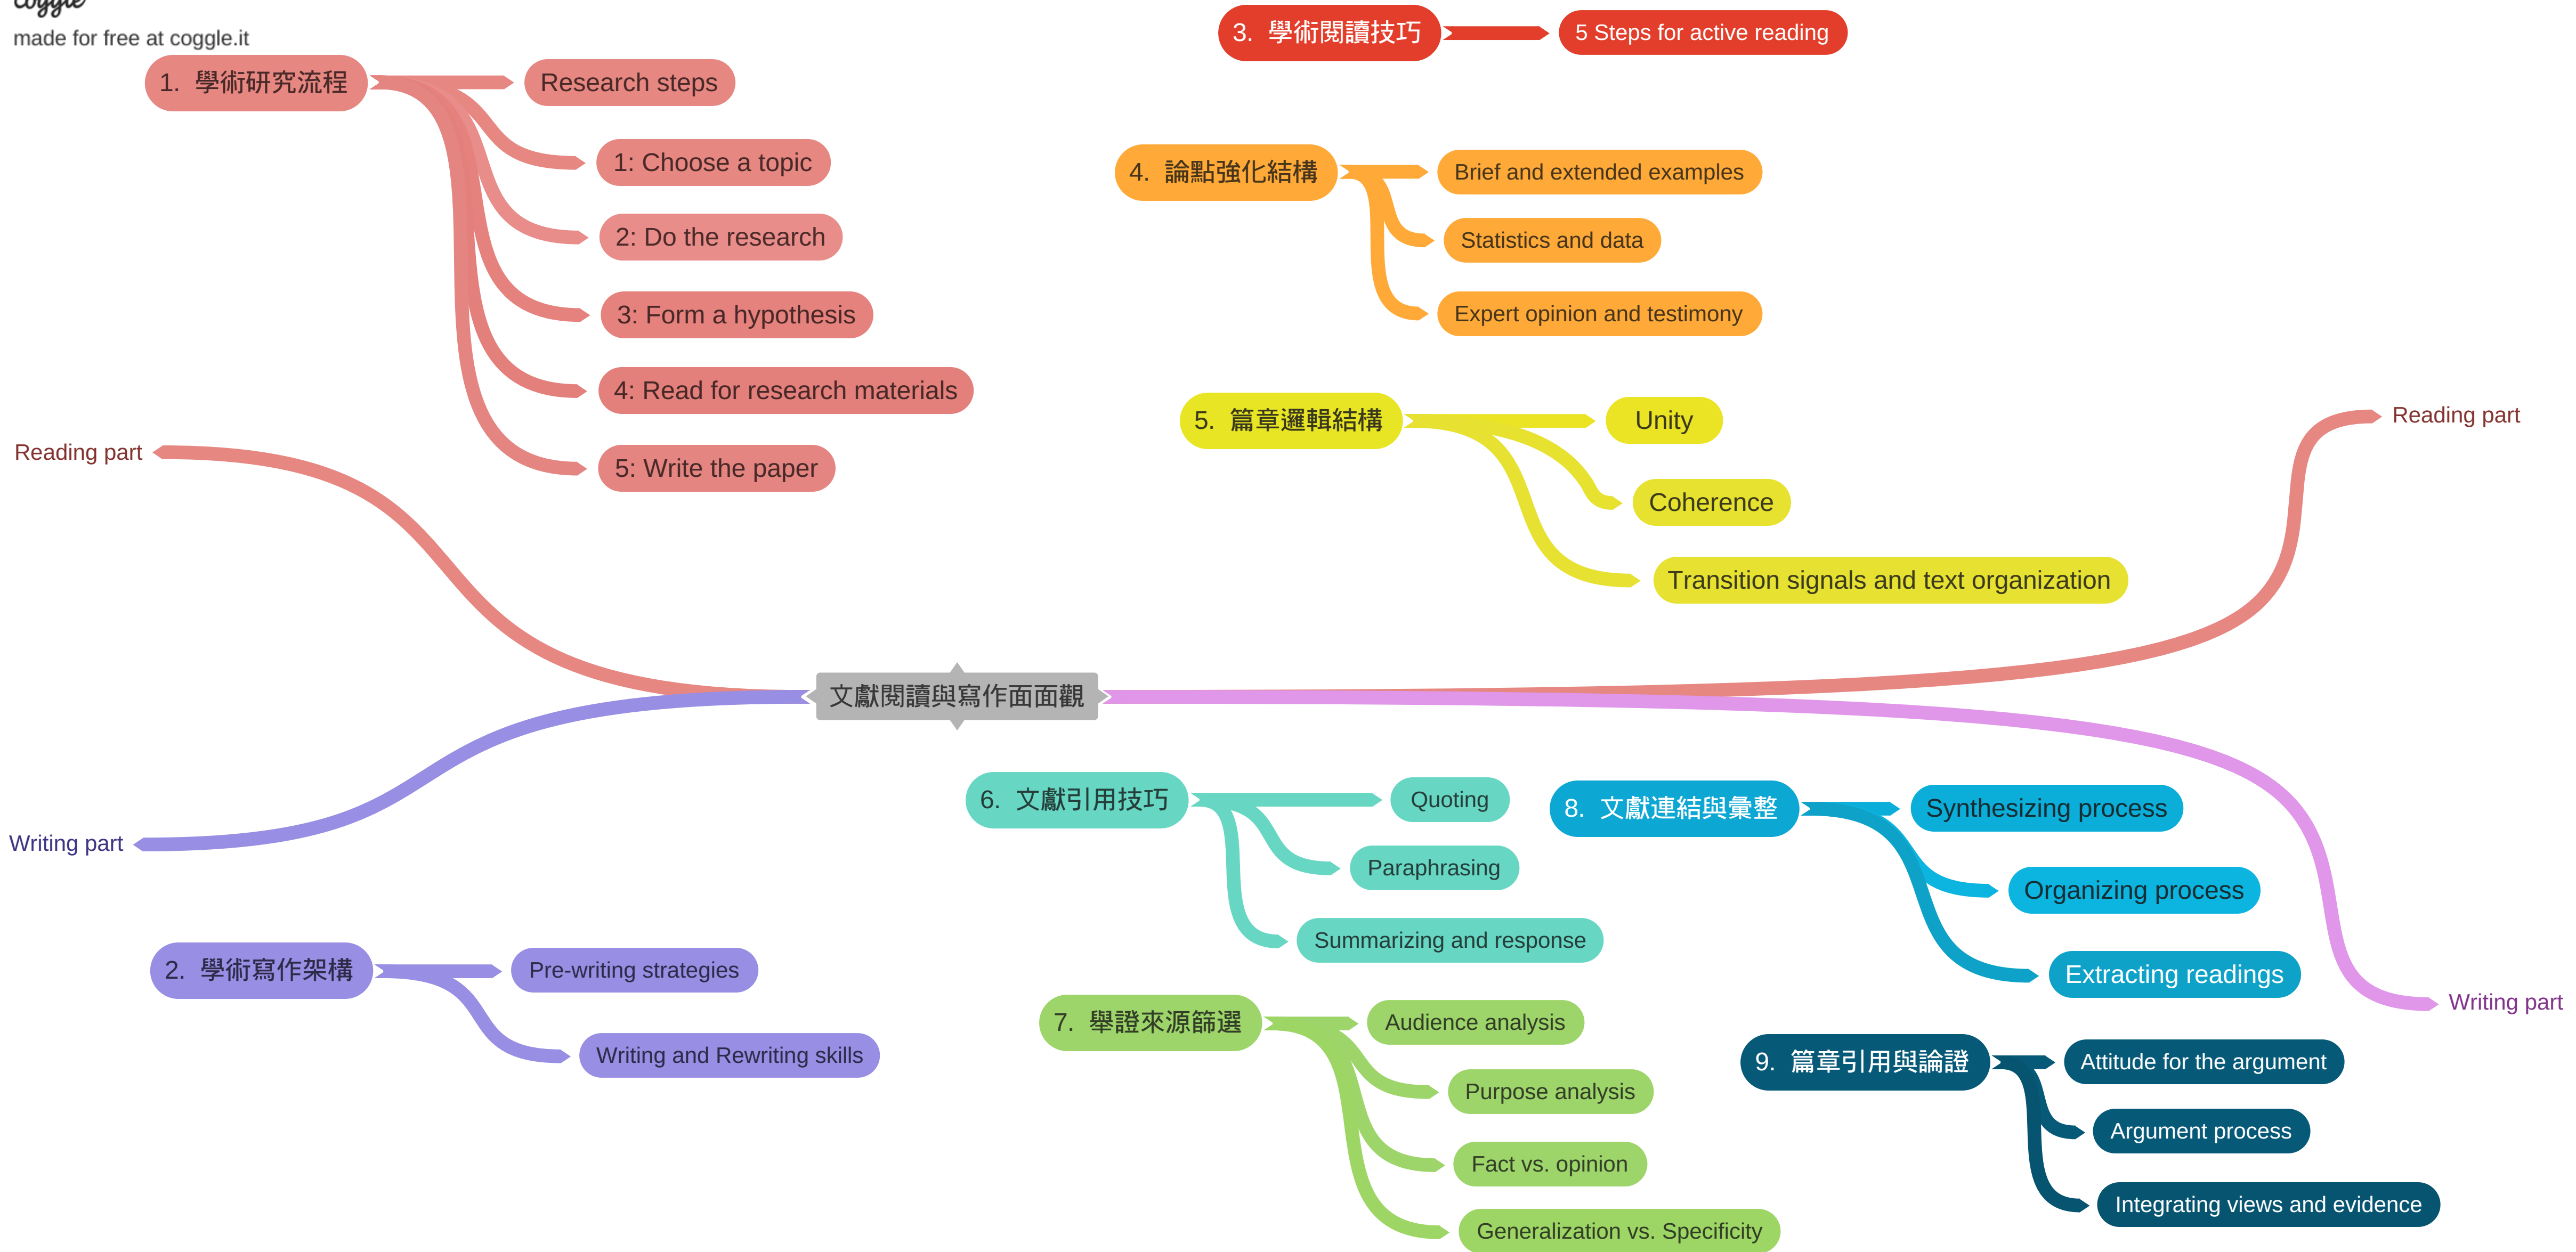 coggle
made for free at coggle.it
1. 學術研究流程
Research steps
1: Choose a topic
2: Do the research
3: Form a hypothesis
4: Read for research materials
5: Write the paper
Reading part
3. 學術閱讀技巧
5 Steps for active reading
4. 論點強化結構
Brief and extended examples
Statistics and data
Expert opinion and testimony
5. 篇章邏輯結構
Unity
Coherence
Transition signals and text organization
Reading part
文獻閱讀與寫作面面觀
Writing part
2. 學術寫作架構
Pre-writing strategies
Writing and Rewriting skills
6. 文獻引用技巧
Quoting
Paraphrasing
Summarizing and response
7. 舉證來源篩選
Audience analysis
Purpose analysis
Fact vs. opinion
Generalization vs. Specificity
8. 文獻連結與彙整
Synthesizing process
Organizing process
Extracting readings
9. 篇章引用與論證
Attitude for the argument
Argument process
Integrating views and evidence
Writing part